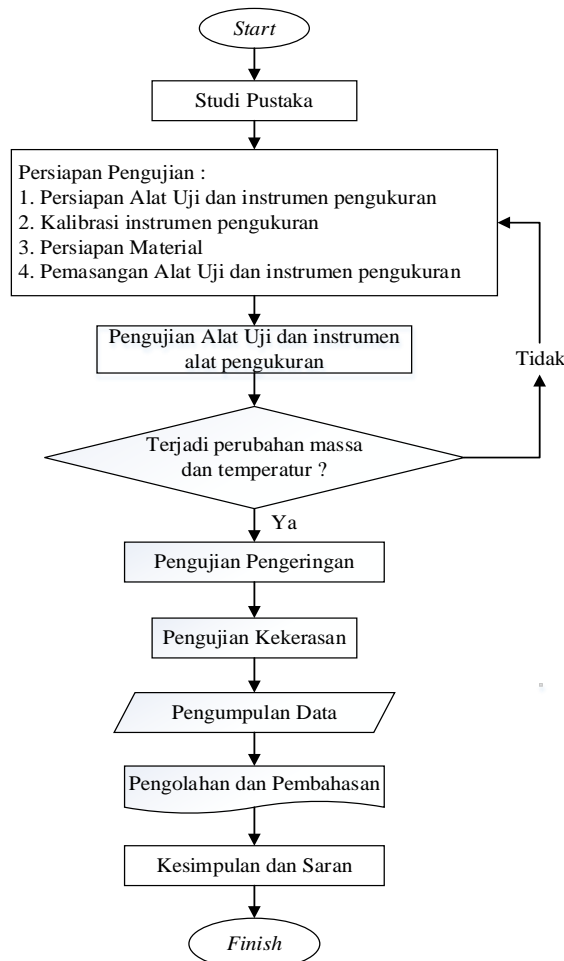 Start
Studi Pustaka
Persiapan Pengujian :
1. Persiapan Alat Uji dan instrumen pengukuran
2. Kalibrasi instrumen pengukuran
3. Persiapan Material
4. Pemasangan Alat Uji dan instrumen pengukuran
Pengujian Alat Uji dan instrumen
alat pengukuran
Tidak
Terjadi perubahan massa
dan temperatur ?
Ya
Pengujian Pengeringan
Pengujian Kekerasan
Pengumpulan Data
Pengolahan dan Pembahasan
Kesimpulan dan Saran
Finish